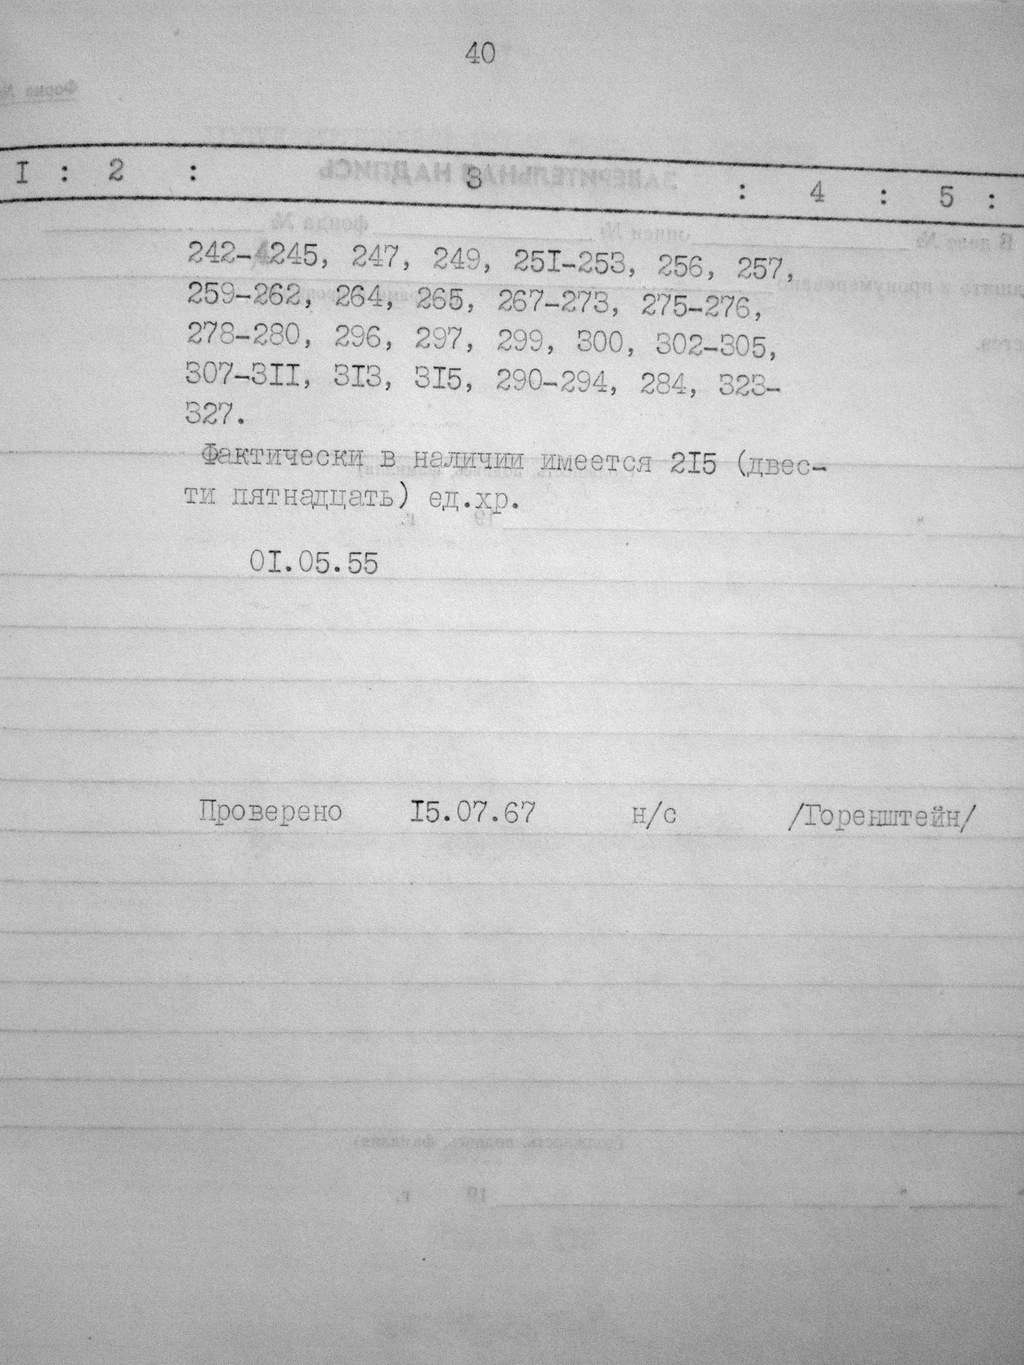 40
I : 2 : 3 : 4 : 5 :
242-245, 247, 249, 25I-253, 256, 257,
259-262, 264, 265, 267-273, 275-276,
278-280, 296, 297, 299, 300, 302-305,
307-3II, 3I3, 3I5, 290-294, 284, 323-
327.
Фактически в наличии имеется 2I5 (двес-
ти пятнадцать) ед.хр.
0I.05.55
Проверено I5.07.67 н/с /Горенштейн/